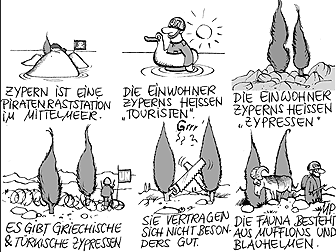 ZYPERN IST EINE
PIRATENRASTSTATION
IM MITTELMEER.
DIE EINWOHNER
ZYPERNS HEISSEN
"TOURISTEN".
DIE EINWOHNER
ZYPERNS HEISSEN
"ZYPRESSEN"
ES GIBT GRIECHISCHE
& TÜRKISCHE ZYPRESSEN
Grrr
SIE VERTRAGEN
SICH NICHT BESON
DERS GUT.
DIE FAUNA BESTEHT
AUS MUFFLONS UND
BLAUHELMEN.